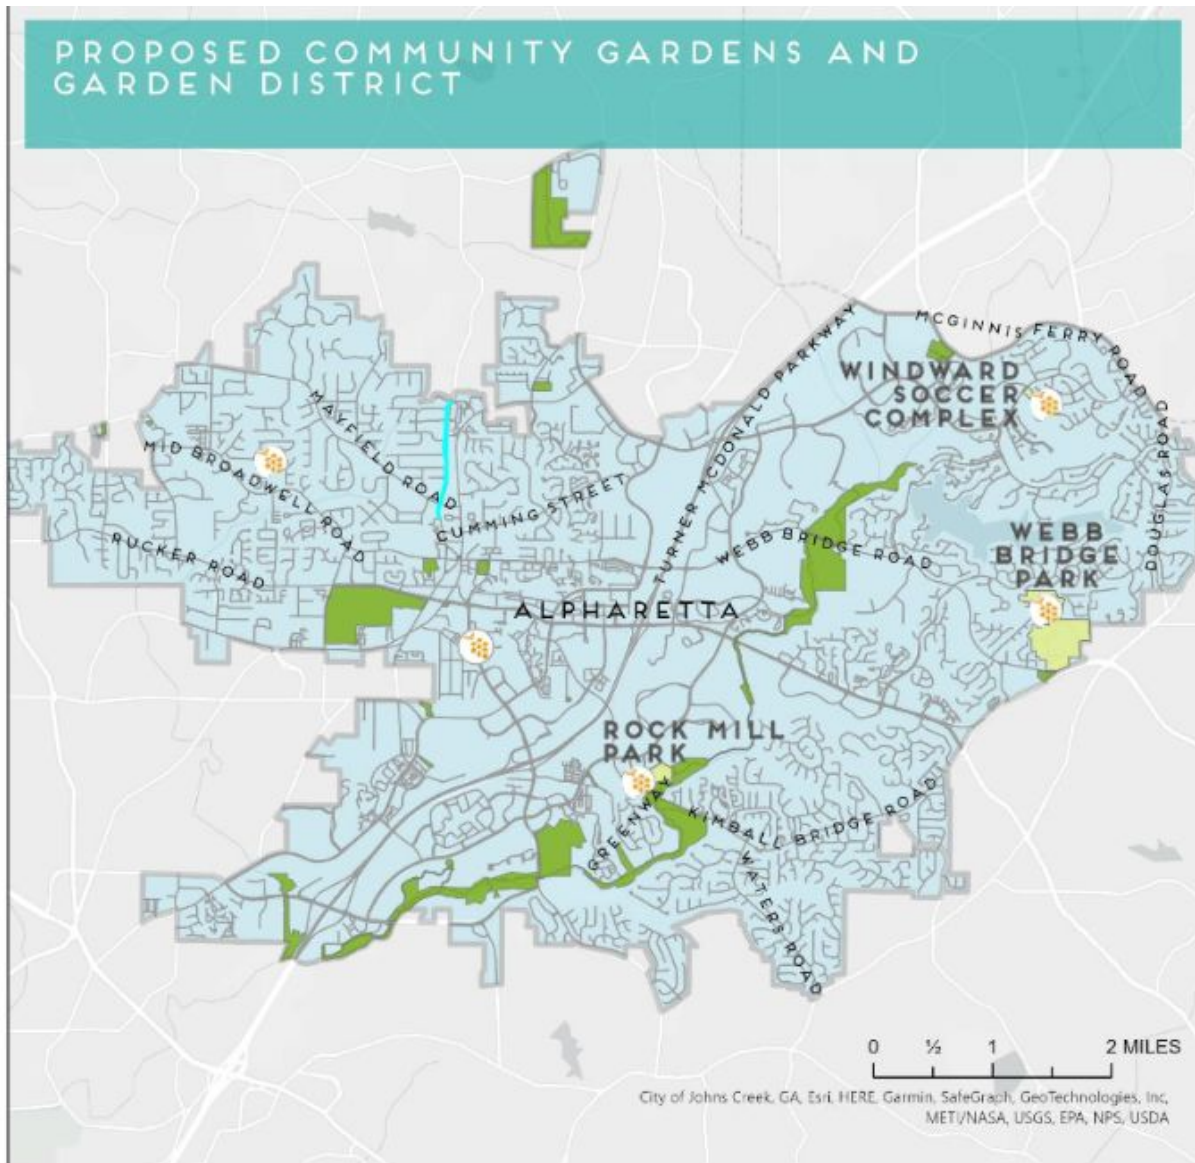 PROPOSED COMMUNITY GARDENS AND
GARDEN DISTRICT
MCGINNIS FERRY ROAD
WINDWARD
SOCCER
COMPLEX
TURNER MCDONALD PARKWAY
MAYFIELD ROAD
MID BROADWELL ROAD
CUMMING STREET
DOUGLAS ROAD
RUCKER ROAD
WEBB BRIDGE ROAD
WEBB
BRIDGE
PARK
ALPHARETTA
ROCK MILL
PARK
GREENWAY
KIMBALL BRIDGE ROAD
WATERS ROAD
0 ½ 1 2 MILES
City of Johns Creek, GA, Esri, HERE, Garmin, SafeGraph, GeoTechnologies, Inc,
METI/NASA, USGS, EPA, NPS, USDA